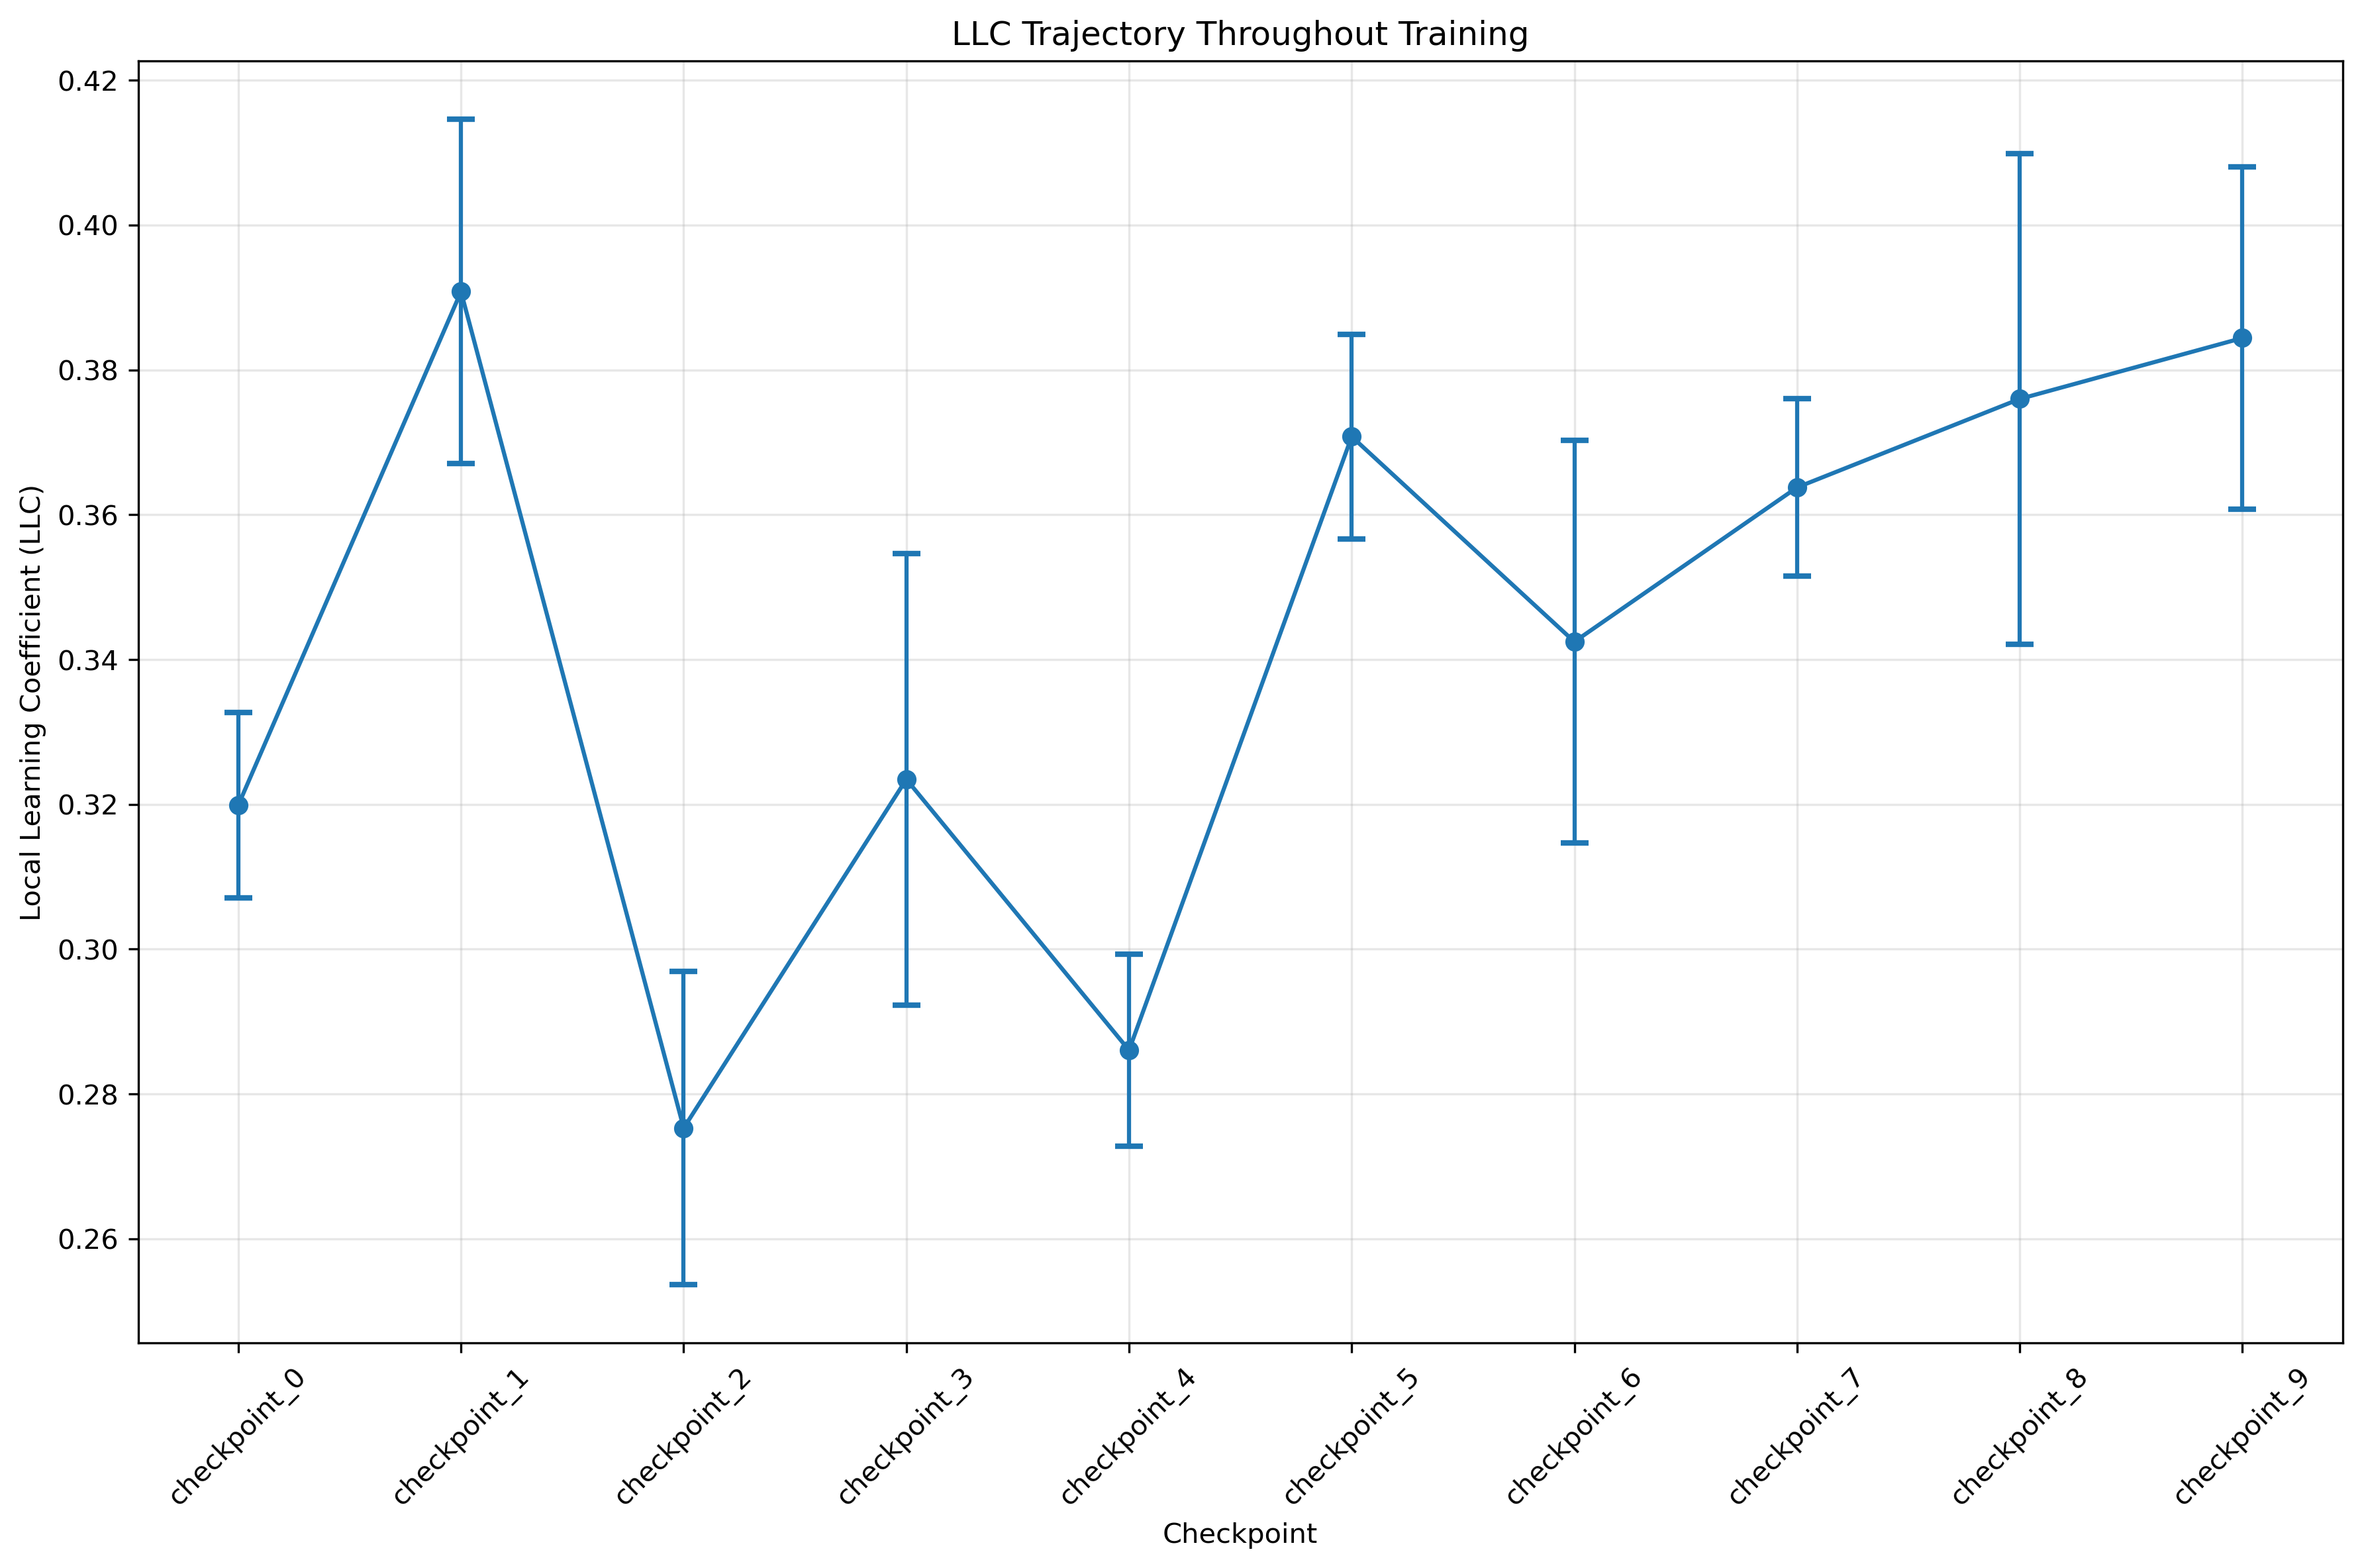 LLC Trajectory Throughout Training
Local Learning Coefficient (LLC)
0.42
0.40
0.38
0.36
0.34
0.32
0.30
0.28
0.26
checkpoint_0
checkpoint_1
checkpoint_2
checkpoint_3
checkpoint_4
checkpoint_5
checkpoint_6
checkpoint_7
checkpoint_8
checkpoint_9
Checkpoint